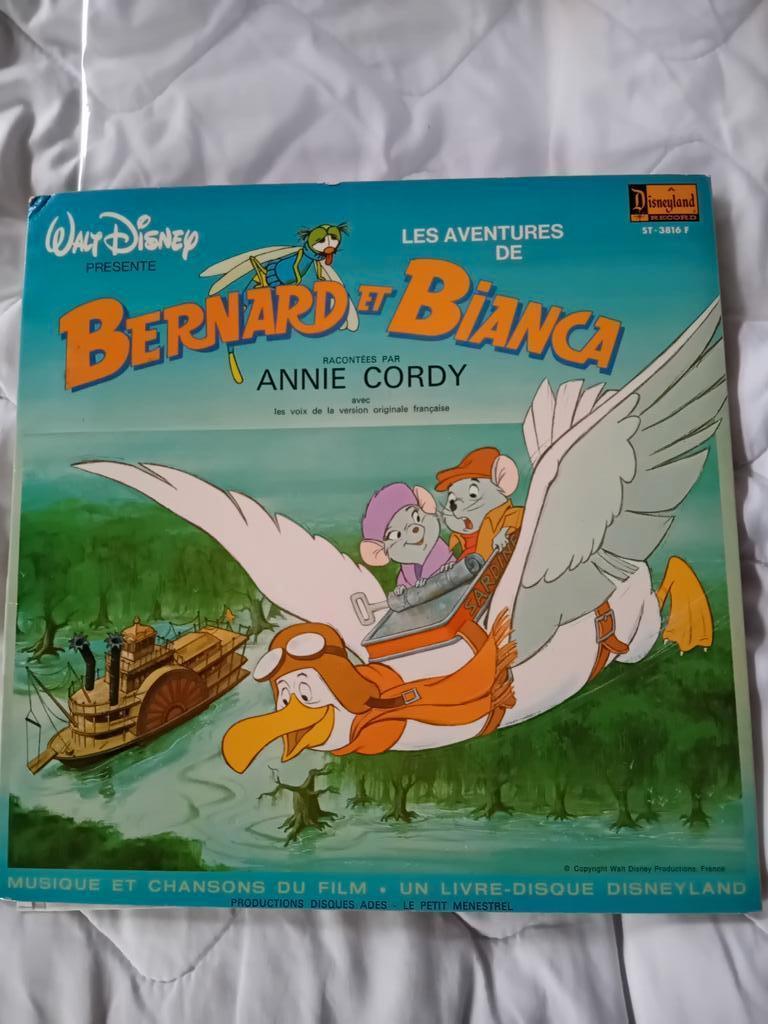 WALT DISNEY
PRESENTE
Disneyland
RECORD
ST-3816 F
LES AVENTURES
DE
BERNARD ET BIANCA
RACONTÉES PAR
ANNIE CORDY
avec
les voix de la version originale française
SARDINE
© Copyright Walt Disney Productions, France
MUSIQUE ET CHANSONS DU FILM • UN LIVRE-DISQUE DISNEYLAND
PRODUCTIONS DISQUES ADES - LE PETIT MENESTREL